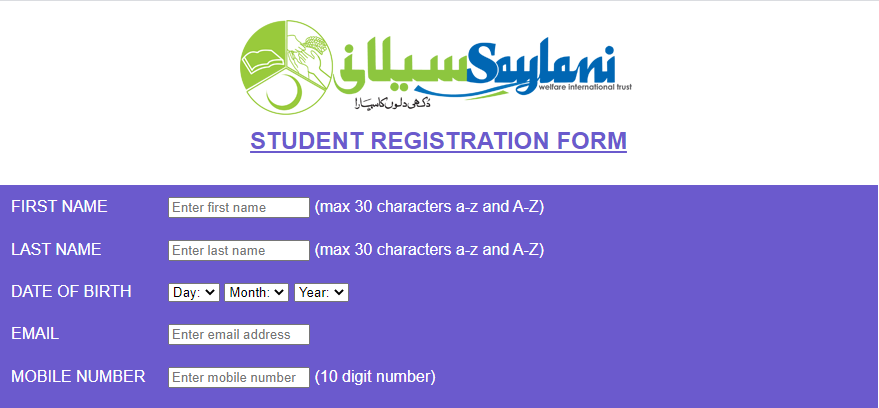 سیلانی Saylani
welfare international trust
دُکھی دلوں کا سہارا
STUDENT REGISTRATION FORM
FIRST NAME Enter first name (max 30 characters a-z and A-Z)
LAST NAME Enter last name (max 30 characters a-z and A-Z)
DATE OF BIRTH Day: Month: Year:
EMAIL Enter email address
MOBILE NUMBER Enter mobile number (10 digit number)